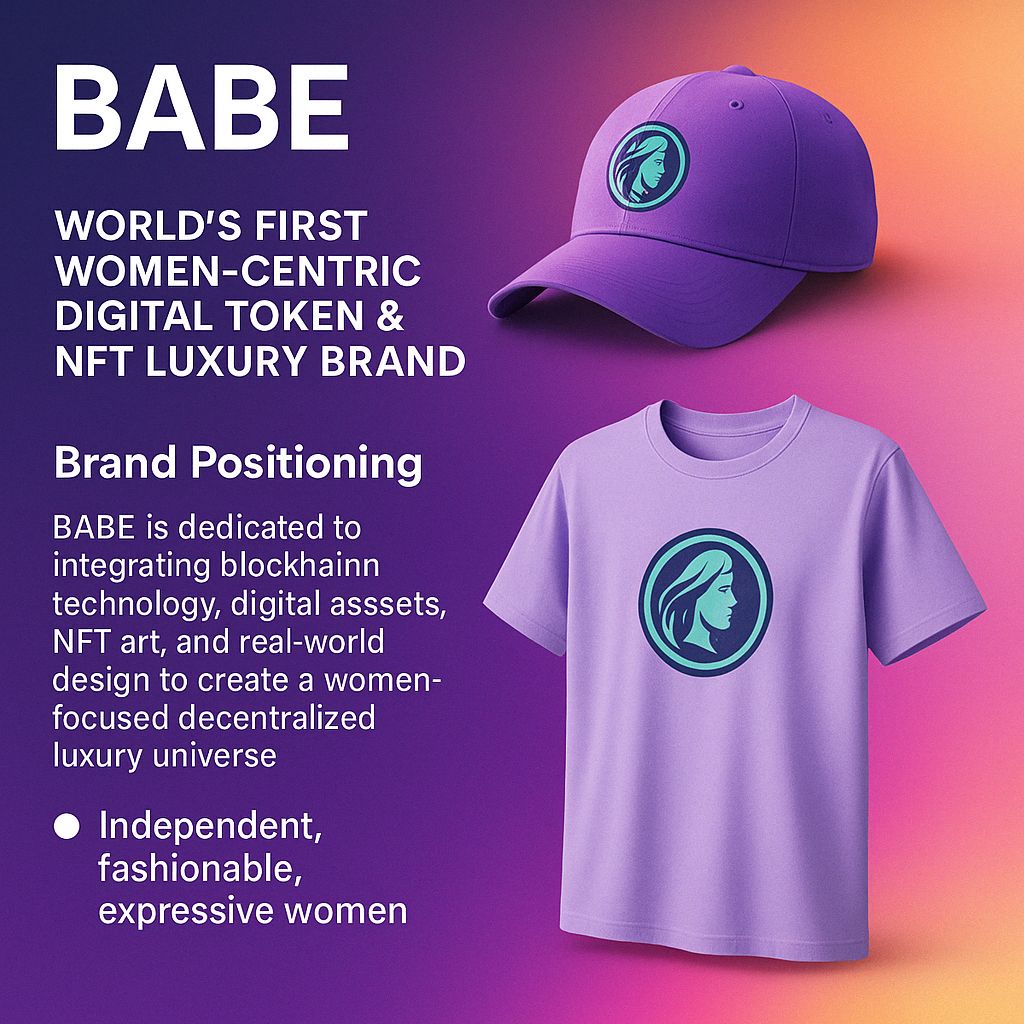 BABE
WORLD'S FIRST
WOMEN-CENTRIC
DIGITAL TOKEN &
NFT LUXURY BRAND
Brand Positioning
BABE is dedicated to
integrating blockhainn
technology, digital asssets,
NFT art, and real-world
design to create a women-
focused decentralized
luxury universe
● Independent,
fashionable,
expressive women